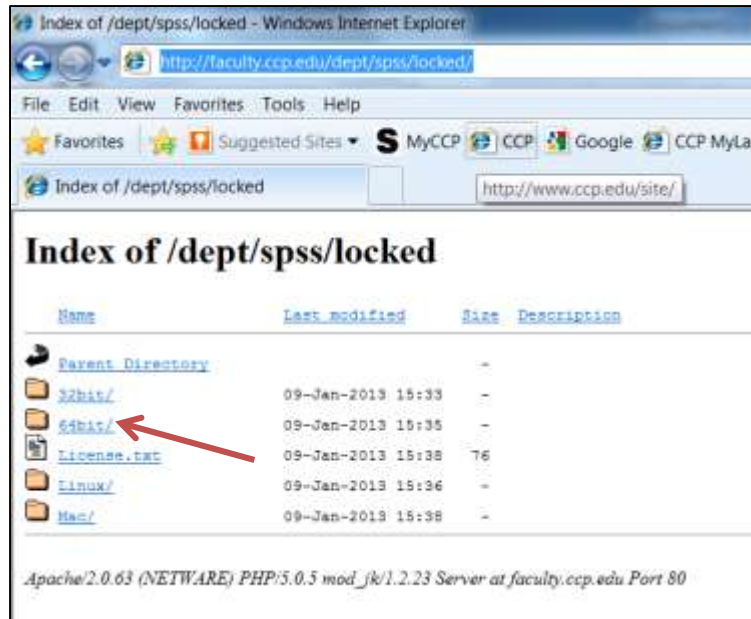 Index of /dept/spss/locked - Windows Internet Explorer
http://faculty.ccp.edu/dept/spss/locked/
File Edit View Favorites Tools Help
Favorites Suggested Sites MyCCP CCP Google CCP MyLa
Index of /dept/spss/locked
http://www.ccp.edu/site/
Index of /dept/spss/locked
Name Last modified Size Description
Parent Directory -
32bit/ 09-Jan-2013 15:33 -
64bit/ 09-Jan-2013 15:35 -
License.txt 09-Jan-2013 15:38 76
Linux/ 09-Jan-2013 15:36 -
Mac/ 09-Jan-2013 15:38 -
Apache/2.0.63 (NETWARE) PHP/5.0.5 mod_jk/1.2.23 Server at faculty.ccp.edu Port 80